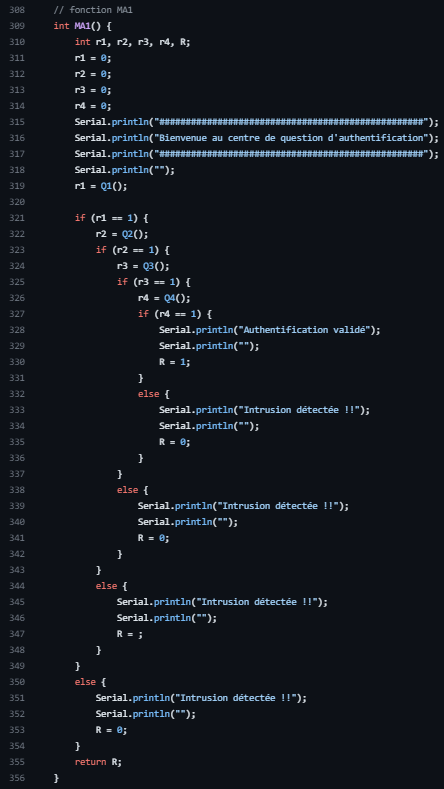 308 // fonction MA1
309 int MA1() {
310 int r1, r2, r3, r4, R;
311 r1 = 0;
312 r2 = 0;
313 r3 = 0;
314 r4 = 0;
315 Serial.println("##################################################");
316 Serial.println("Bienvenue au centre de question d'authentification");
317 Serial.println("##################################################");
318 Serial.println("");
319 r1 = Q1();
320
321 if (r1 == 1) {
322 r2 = Q2();
323 if (r2 == 1) {
324 r3 = Q3();
325 if (r3 == 1) {
326 r4 = Q4();
327 if (r4 == 1) {
328 Serial.println("Authentification validé");
329 Serial.println("");
330 R = 1;
331 }
332 else {
333 Serial.println("Intrusion détectée !!");
334 Serial.println("");
335 R = 0;
336 }
337 }
338 else {
339 Serial.println("Intrusion détectée !!");
340 Serial.println("");
341 R = 0;
342 }
343 }
344 else {
345 Serial.println("Intrusion détectée !!");
346 Serial.println("");
347 R = ;
348 }
349 }
350 else {
351 Serial.println("Intrusion détectée !!");
352 Serial.println("");
353 R = 0;
354 }
355 return R;
356 }